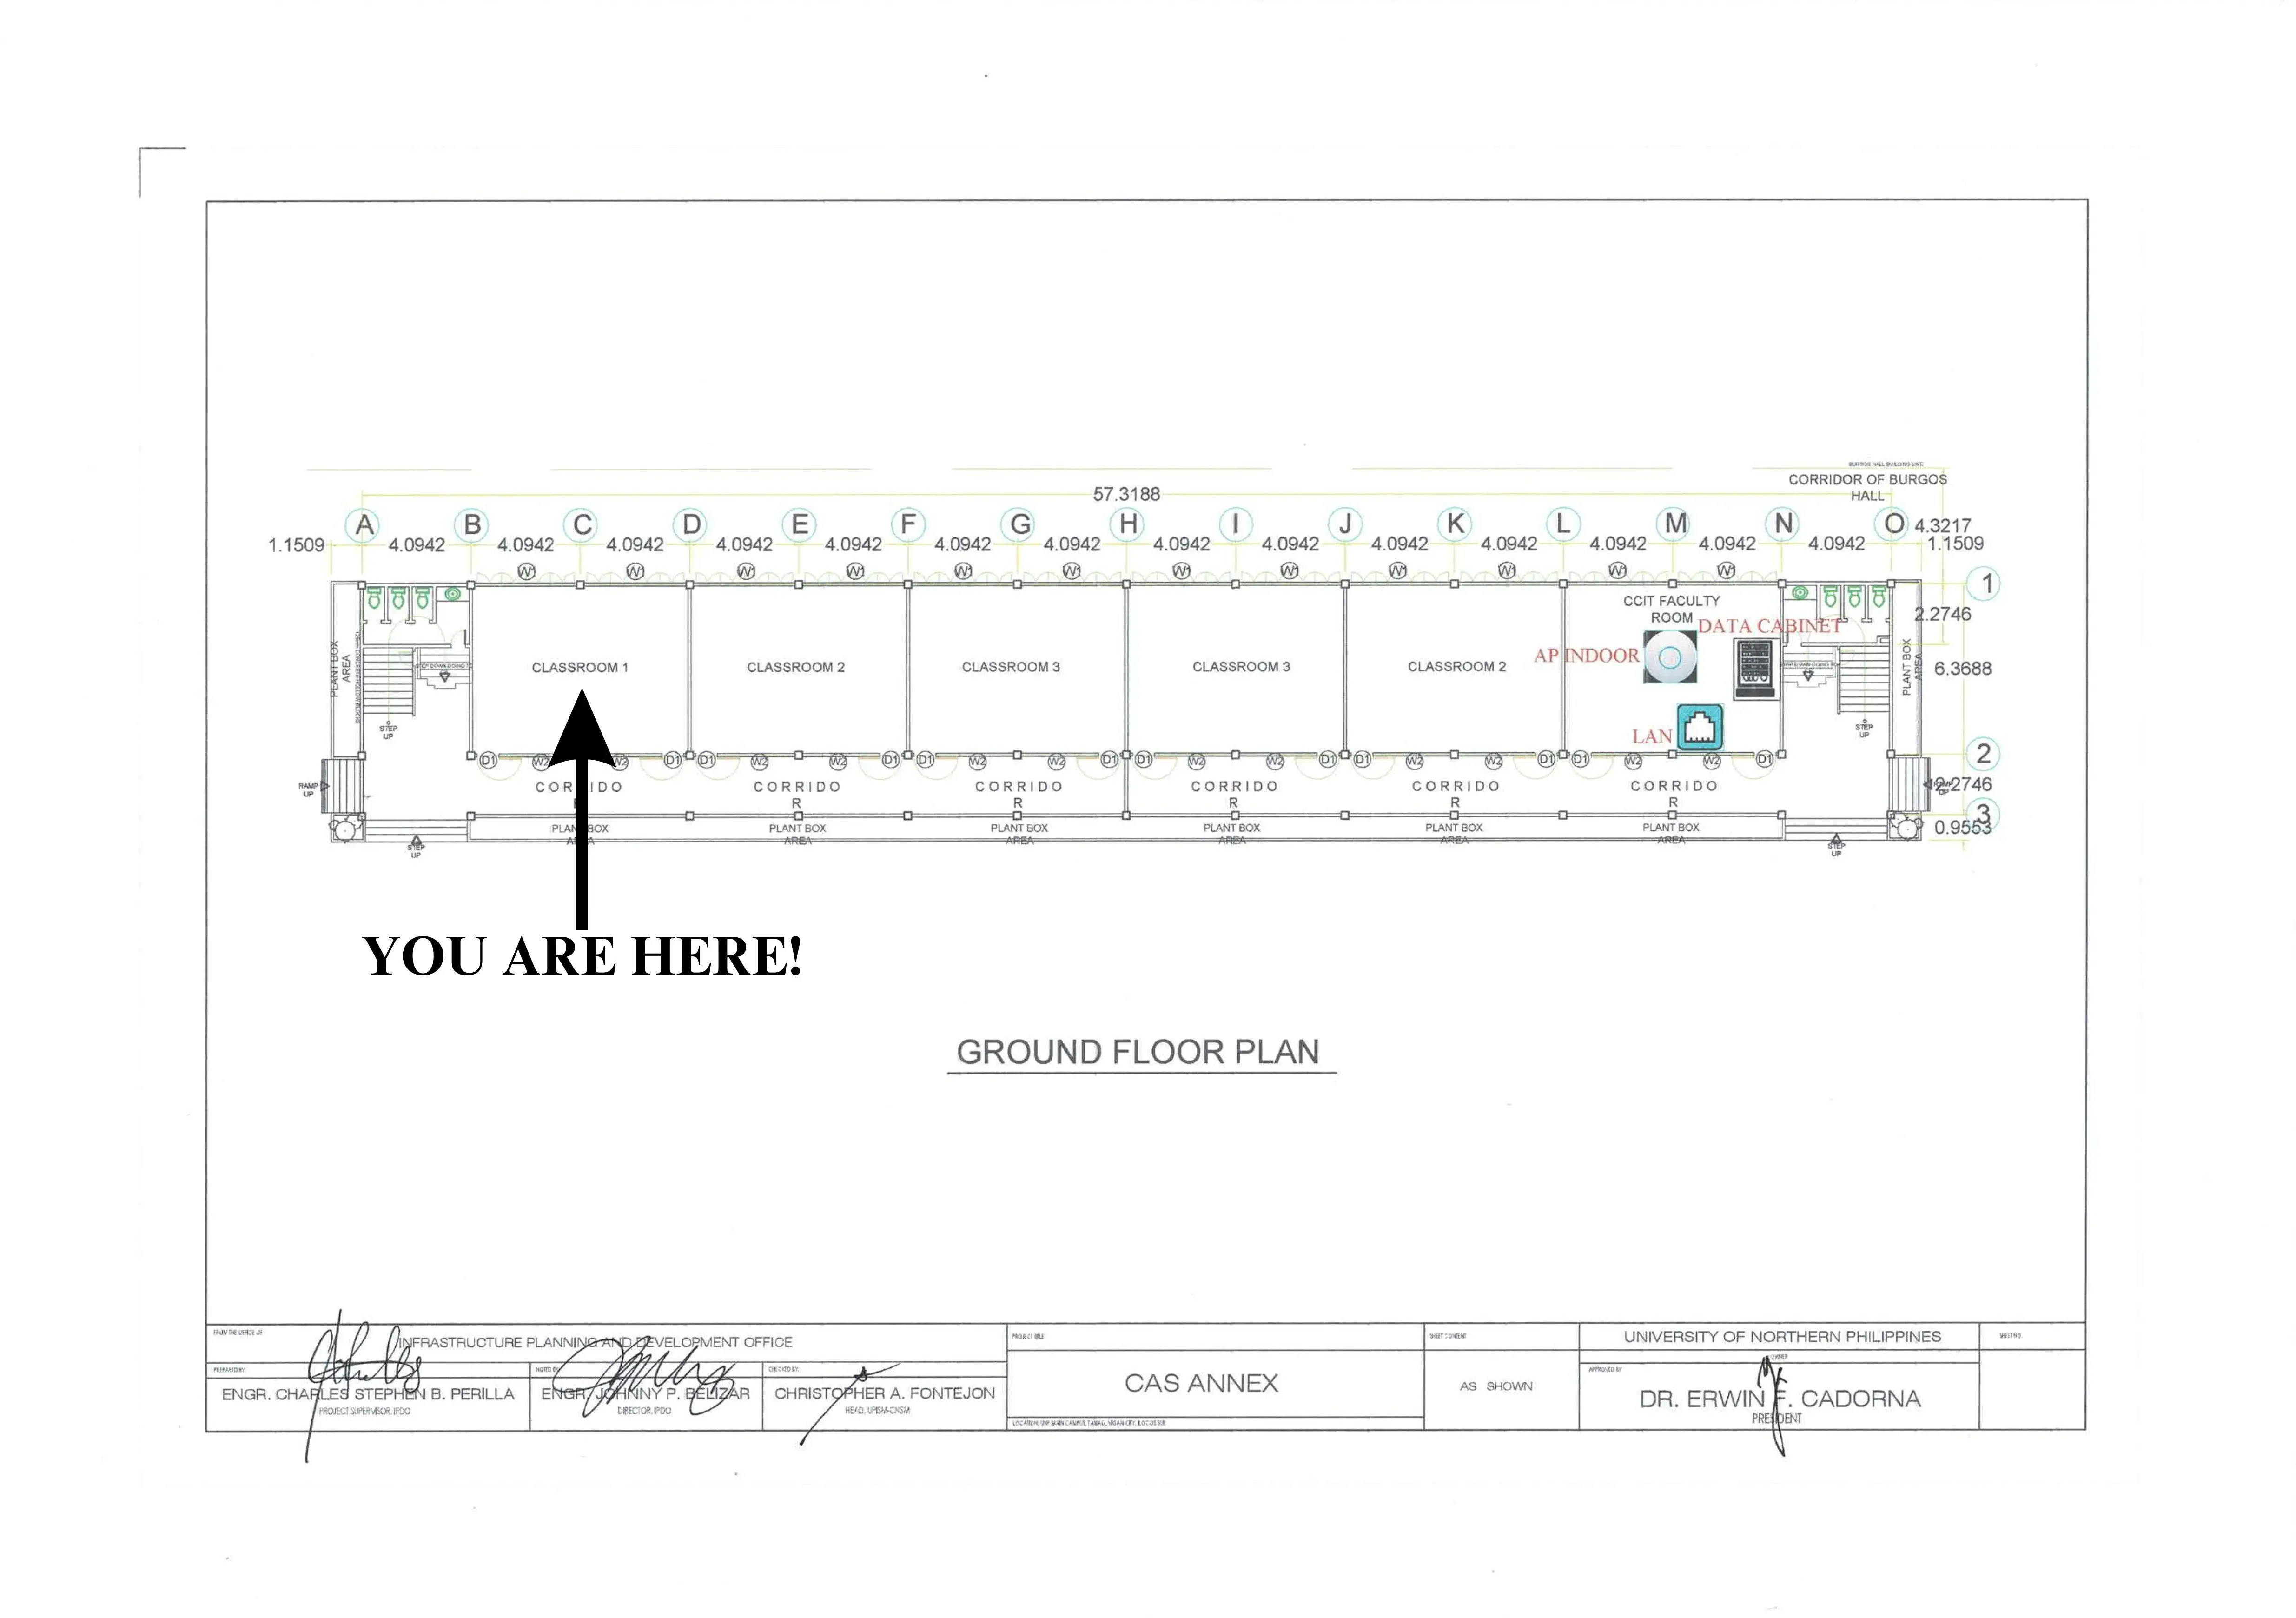 BURGOS HALL BUILDING LINE
CORRIDOR OF BURGOS
HALL
57.3188
A B C D E F G H I J K L M N O 4.3217
1.1509 4.0942 4.0942 4.0942 4.0942 4.0942 4.0942 4.0942 4.0942 4.0942 4.0942 4.0942 4.0942 4.0942 4.0942 1.1509
W1 W1 W1 W1 W1 W1 W1 W1 W1 W1 W1 W1
1
CCIT FACULTY
ROOM
2.2746
DATA CABINET
AP INDOOR
PLANT BOX
AREA
CLASSROOM 1 CLASSROOM 2 CLASSROOM 3 CLASSROOM 3 CLASSROOM 2
PLANT BOX
AREA
6.3688
STEP
UP
STEP
UP
LAN
2
D1 W2 W2 D1 D1 W2 W2 D1 D1 W2 W2 D1 D1 W2 W2 D1 D1 W2 W2 D1 D1 W2 W2 D1
RAMP
UP
CORRIDO
R
CORRIDO
R
CORRIDO
R
CORRIDO
R
CORRIDO
R
CORRIDO
R
2.2746
3
PLANT BOX
AREA
PLANT BOX
AREA
PLANT BOX
AREA
PLANT BOX
AREA
PLANT BOX
AREA
PLANT BOX
AREA
0.9553
STEP
UP
STEP
UP
YOU ARE HERE!
GROUND FLOOR PLAN
FROM THE OFFICE OF
INFRASTRUCTURE PLANNING AND DEVELOPMENT OFFICE
PREPARED BY:
ENGR. CHARLES STEPHEN B. PERILLA
PROJECT SUPERVISOR, IPDO
NOTED BY:
ENGR. JOHNNY P. BELIZAR
DIRECTOR, IPDO
CHECKED BY:
CHRISTOPHER A. FONTEJON
HEAD, UPISM-CNSM
PROJECT TITLE
CAS ANNEX
LOCATION: UNP MAIN CAMPUS, TAMAG, VIGAN CITY, ILOCOS SUR
SHEET CONTENT
AS SHOWN
UNIVERSITY OF NORTHERN PHILIPPINES
OWNER
APPROVED BY
DR. ERWIN F. CADORNA
PRESIDENT
SHEET NO.